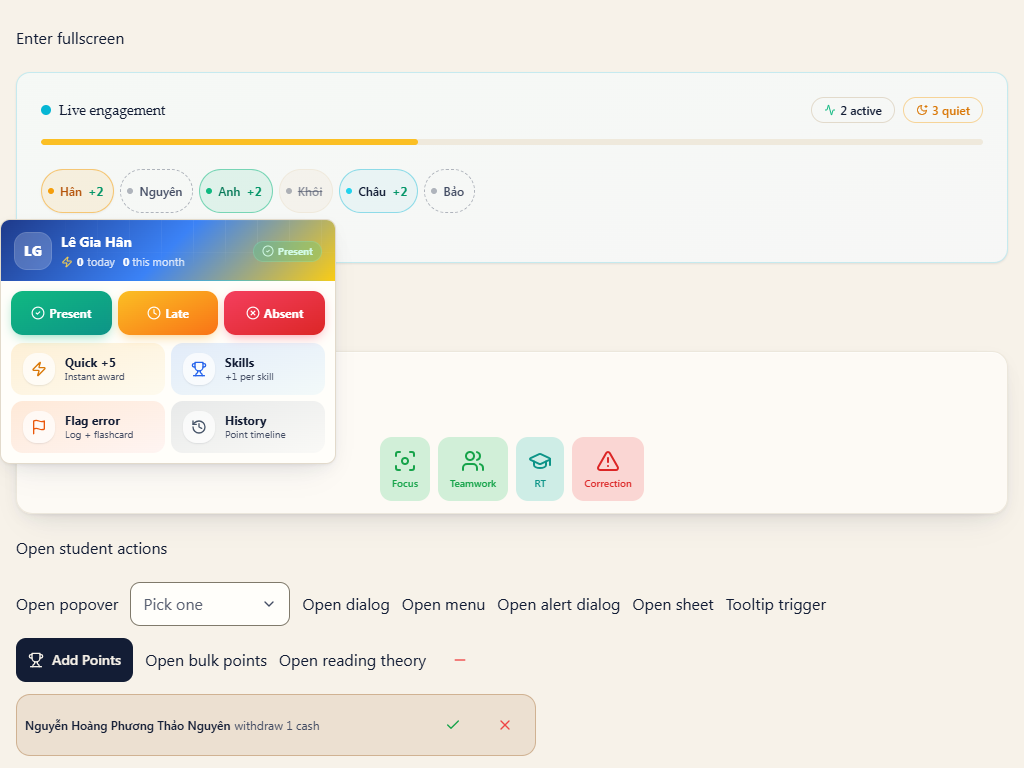 Enter fullscreen
Live engagement
2 active
3 quiet
Hân +2
Nguyên
Anh +2
Khôi
Châu +2
Bảo
LG
Lê Gia Hân
0 today 0 this month
Present
Present
Late
Absent
Quick +5
Instant award
Skills
+1 per skill
Flag error
Log + flashcard
History
Point timeline
Focus
Teamwork
RT
Correction
Open student actions
Open popover
Pick one
Open dialog
Open menu
Open alert dialog
Open sheet
Tooltip trigger
Add Points
Open bulk points
Open reading theory
Nguyễn Hoàng Phương Thảo Nguyên withdraw 1 cash